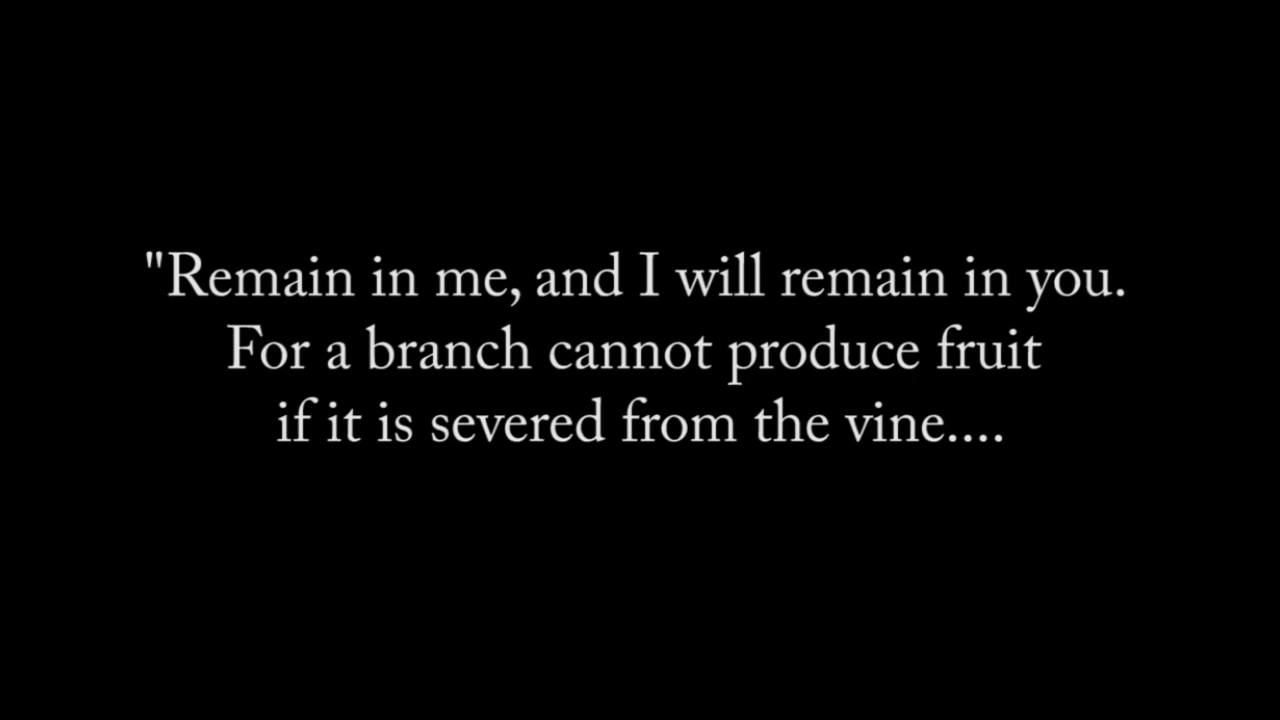 "Remain in me, and I will remain in you.
For a branch cannot produce fruit
if it is severed from the vine....